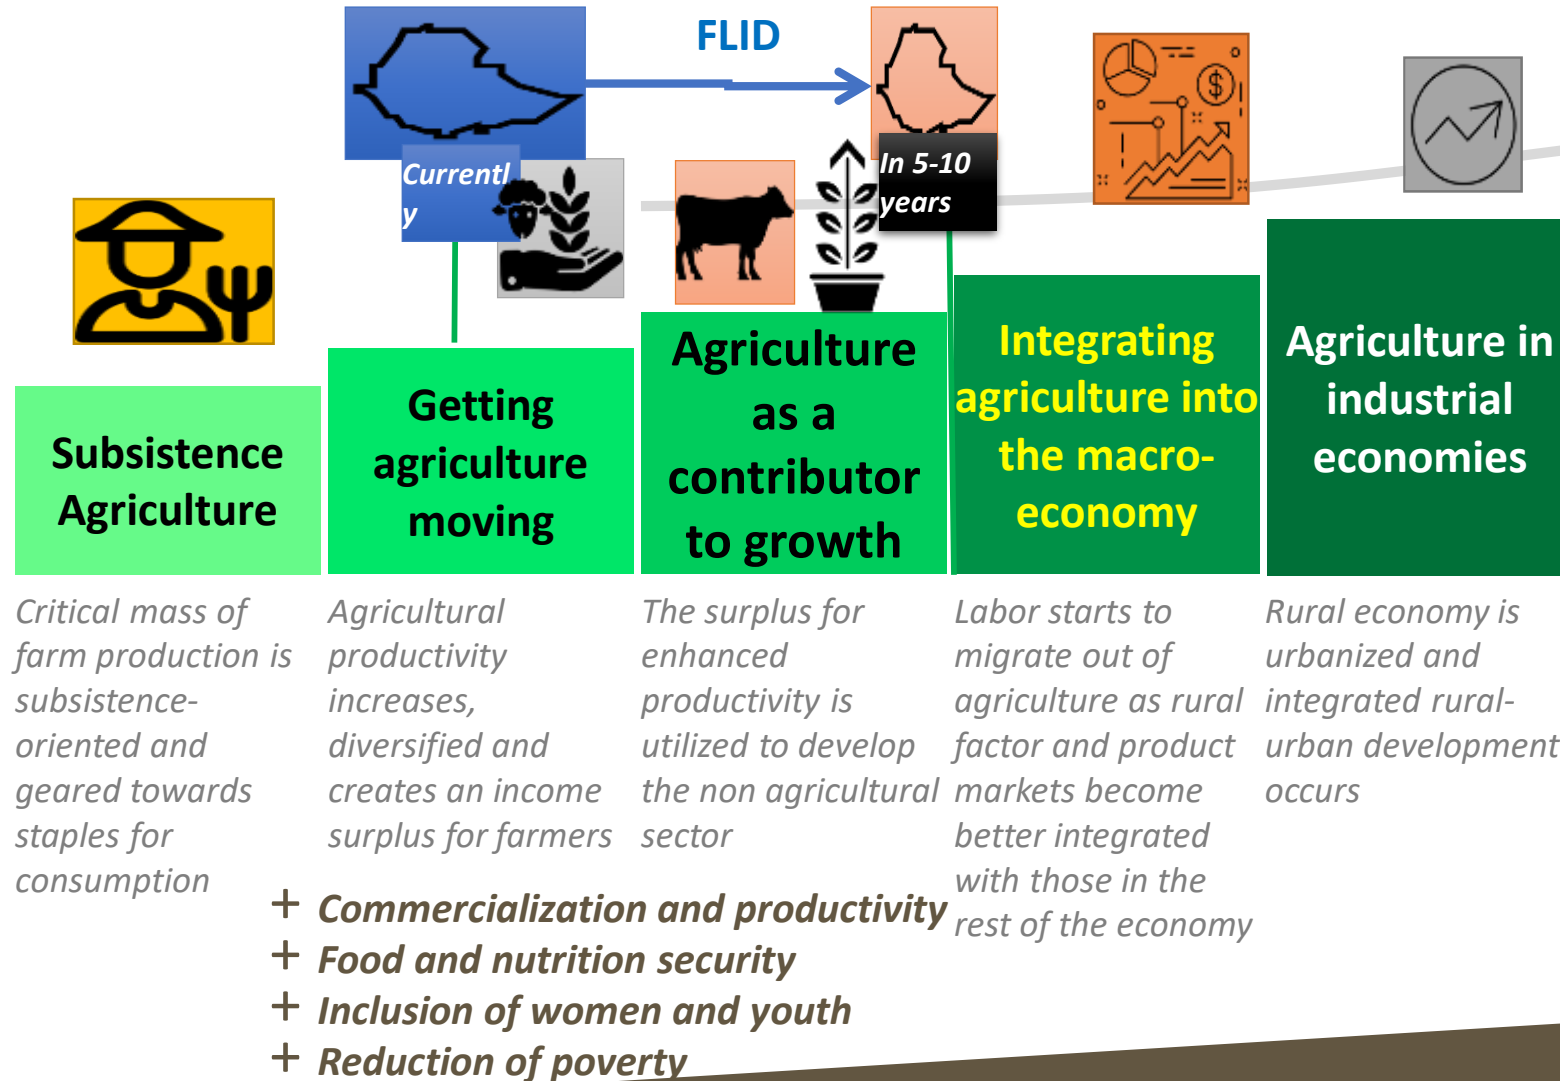 FLID
Currentl
y
In 5-10
years
Subsistence
Agriculture
Getting
agriculture
moving
Agriculture
as a
contributor
to growth
Integrating
agriculture into
the macro-
economy
Agriculture in
industrial
economies
Critical mass of
farm production is
subsistence-
oriented and
geared towards
staples for
consumption
Agricultural
productivity
increases,
diversified and
creates an income
surplus for farmers
The surplus for
enhanced
productivity is
utilized to develop
the non agricultural
sector
Labor starts to
migrate out of
agriculture as rural
factor and product
markets become
better integrated
with those in the
rest of the economy
Rural economy is
urbanized and
integrated rural-
urban development
occurs
+ Commercialization and productivity
+ Food and nutrition security
+ Inclusion of women and youth
+ Reduction of poverty
$